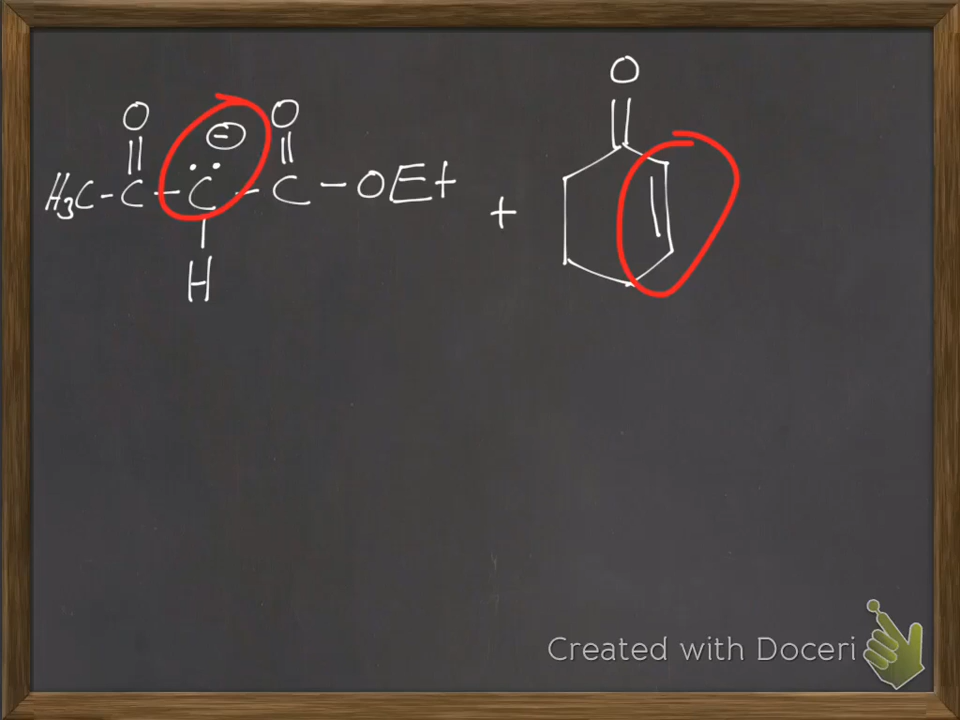 O O O
H3C-C-C̈-C-OEt +
⊖
H
Created with Doceri